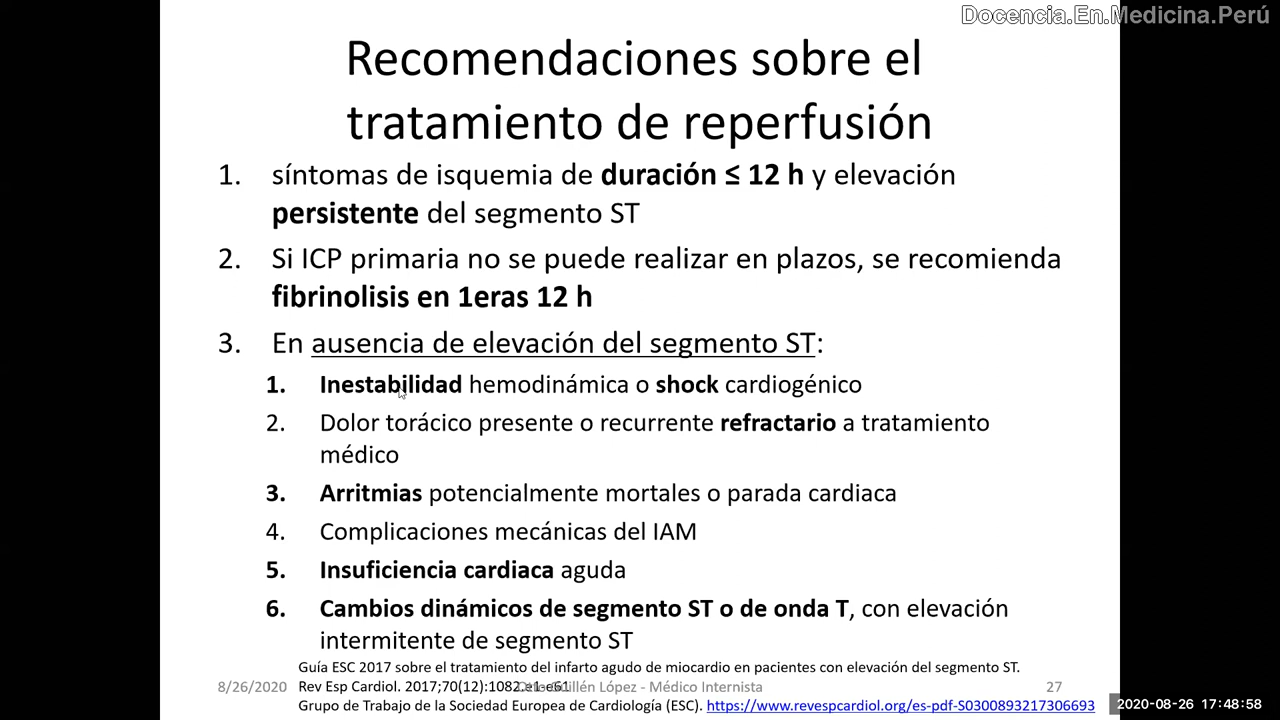 Docencia.En.Medicina.Perú
Recomendaciones sobre el
tratamiento de reperfusión
1. síntomas de isquemia de duración ≤ 12 h y elevación
persistente del segmento ST
2. Si ICP primaria no se puede realizar en plazos, se recomienda
fibrinolisis en 1eras 12 h
3. En ausencia de elevación del segmento ST:
1. Inestabilidad hemodinámica o shock cardiogénico
2. Dolor torácico presente o recurrente refractario a tratamiento
médico
3. Arritmias potencialmente mortales o parada cardiaca
4. Complicaciones mecánicas del IAM
5. Insuficiencia cardiaca aguda
6. Cambios dinámicos de segmento ST o de onda T, con elevación
intermitente de segmento ST
Guía ESC 2017 sobre el tratamiento del infarto agudo de miocardio en pacientes con elevación del segmento ST.
Rev Esp Cardiol. 2017;70(12):1082.e1-e61
8/26/2020 Guillén López - Médico Internista 27
Grupo de Trabajo de la Sociedad Europea de Cardiología (ESC). https://www.revespcardiol.org/es-pdf-S0300893217306693
2020-08-26 17:48:58